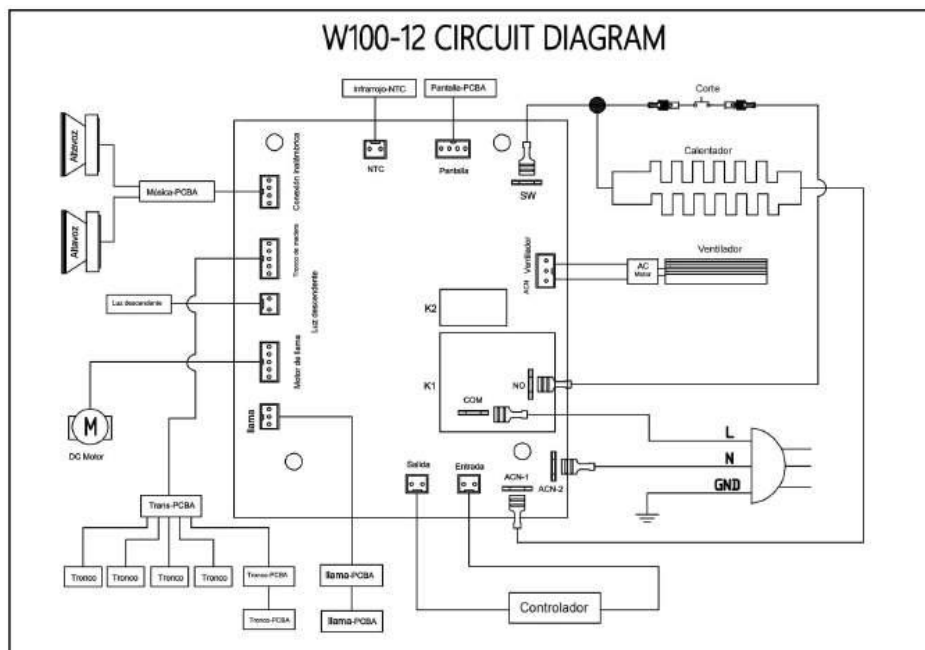 W100-12 CIRCUIT DIAGRAM
Infrarrojo-NTC
Pantalla-PCBA
Corte
Altavoz
Conexión inalámbrica
NTC
Pantalla
Calentador
SW
Música-PCBA
Altavoz
Tronco de madera
Ventilador
ACN
AC
Motor
Ventilador
Luz descendente
Luz descendente
K2
Motor de llama
K1
NO
COM
llama
M
DC Motor
L
N
GND
Salida
Entrada
ACN-1
ACN-2
Trans-PCBA
Tronco
Tronco
Tronco
Tronco
Tronco-PCBA
llama-PCBA
Tronco-PCBA
llama-PCBA
Controlador